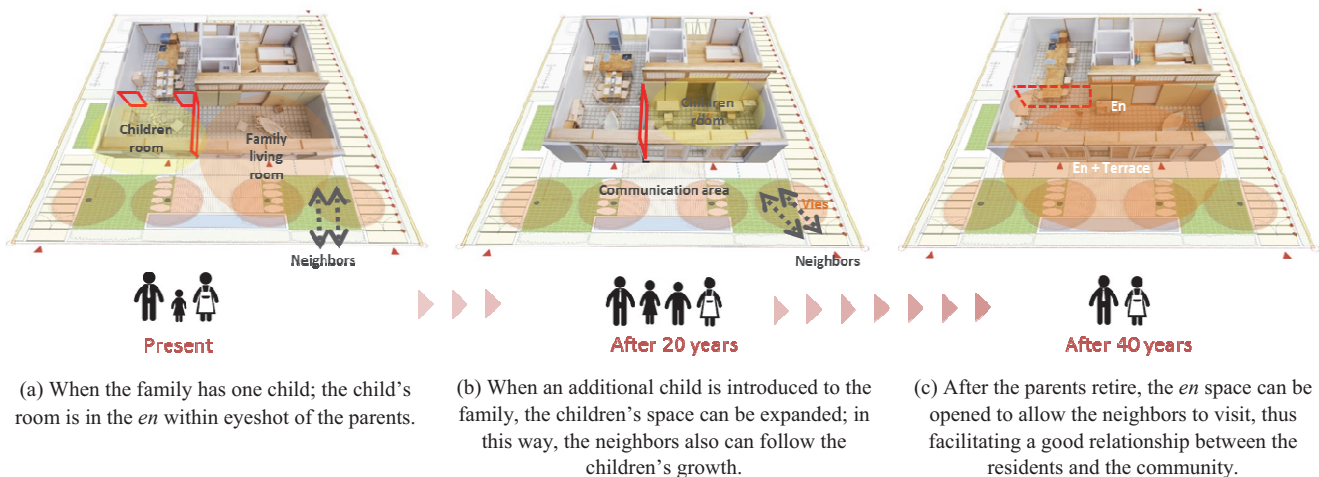 Children
room
Family
living
room
Neighbors
Present
(a) When the family has one child; the child’s
room is in the en within eyeshot of the parents.
Children
room
Communication area
Vies
Neighbors
After 20 years
(b) When an additional child is introduced to the
family, the children’s space can be expanded; in
this way, the neighbors also can follow the
children’s growth.
En
En + Terrace
After 40 years
(c) After the parents retire, the en space can be
opened to allow the neighbors to visit, thus
facilitating a good relationship between the
residents and the community.